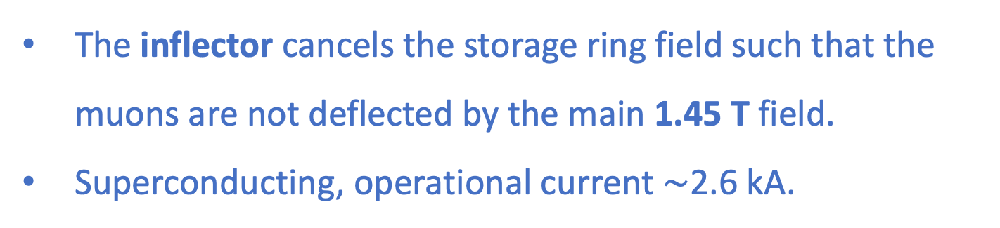 • The inflector cancels the storage ring field such that the
muons are not deflected by the main 1.45 T field.
• Superconducting, operational current ~2.6 kA.